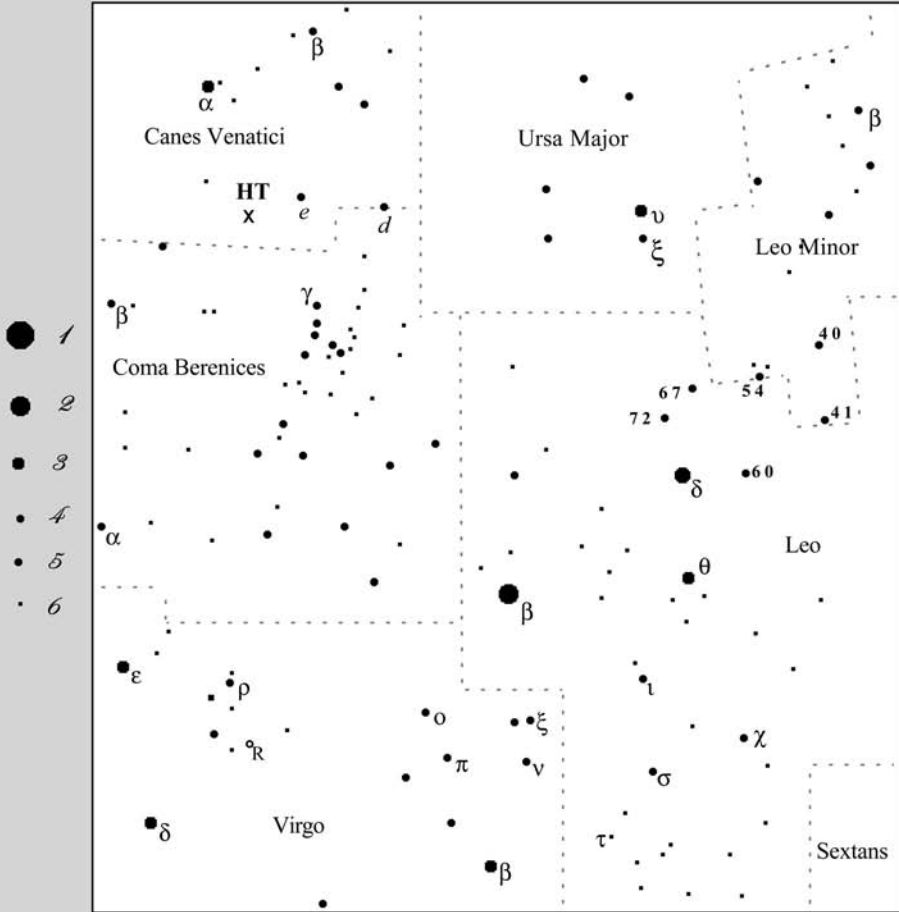 β
α
Canes Venatici
Ursa Major
β
HT
x
e
d
υ
ξ
Leo Minor
β
γ
1
40
Coma Berenices
67
54
2
72
41
3
δ
60
4
α
Leo
5
θ
6
β
ε
ρ
ι
ο
ξ
R
π
ν
χ
σ
δ
Virgo
τ
Sextans
β